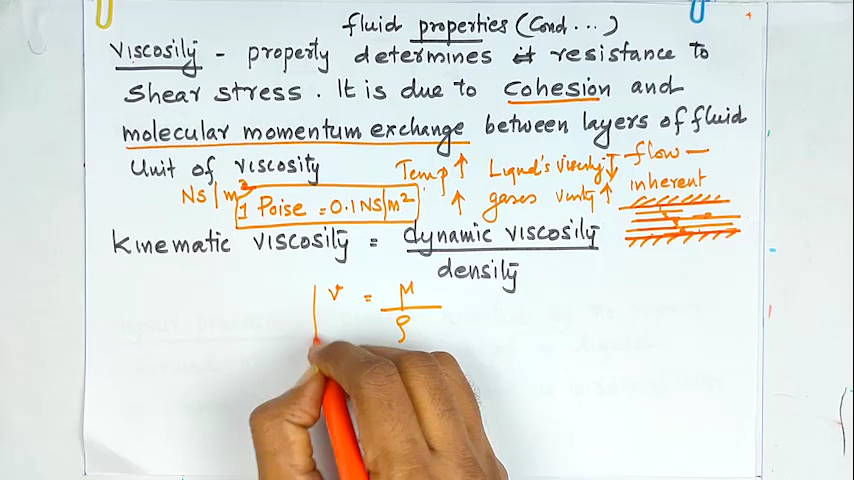 fluid properties (Cond...)
Viscosity - property determines it resistance to
Shear stress. It is due to cohesion and
molecular momentum exchange between layers of fluid
Unit of viscosity
Ns/m² Temp ↑ Liquid's viscosity ↓ flow —
1 Poise = 0.1 Ns/m² ↑ gases ↑ inherent
Kinematic viscosity = dynamic viscosity
density
ν = μ
ρ